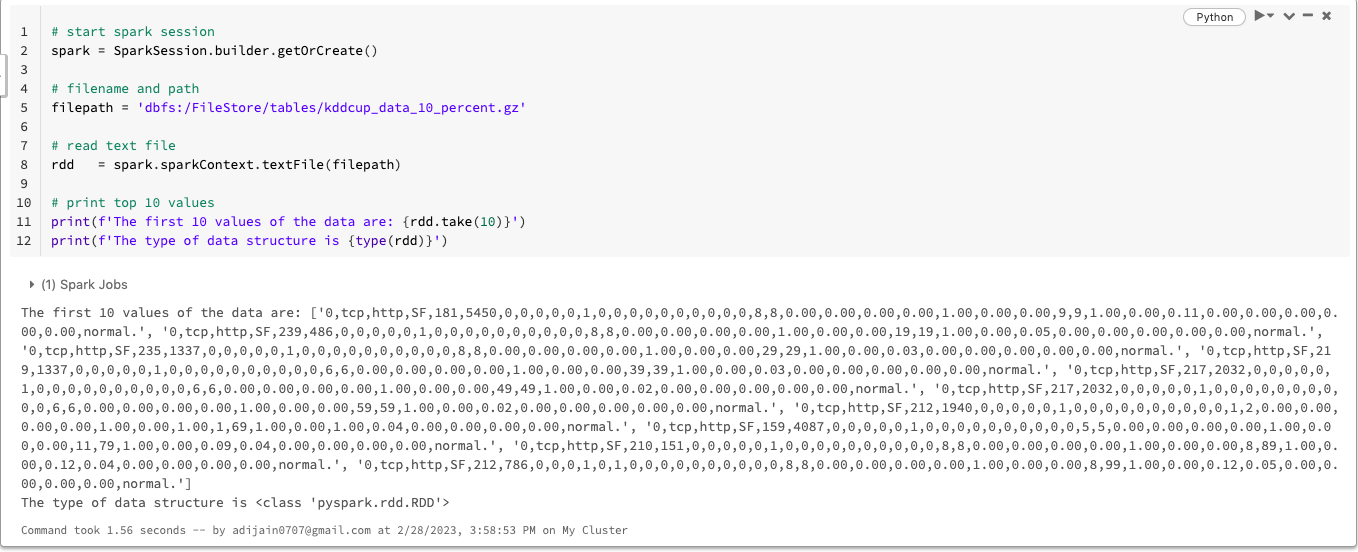 Python
1 # start spark session
2 spark = SparkSession.builder.getOrCreate()
3
4 # filename and path
5 filepath = 'dbfs:/FileStore/tables/kddcup_data_10_percent.gz'
6
7 # read text file
8 rdd   = spark.sparkContext.textFile(filepath)
9
10 # print top 10 values
11 print(f'The first 10 values of the data are: {rdd.take(10)}')
12 print(f'The type of data structure is {type(rdd)}')
(1) Spark Jobs
The first 10 values of the data are: ['0,tcp,http,SF,181,5450,0,0,0,0,0,1,0,0,0,0,0,0,0,0,0,0,8,8,0.00,0.00,0.00,0.00,1.00,0.00,0.00,9,9,1.00,0.00,0.11,0.00,0.00,0.00,0.
00,0.00,normal.', '0,tcp,http,SF,239,486,0,0,0,0,0,1,0,0,0,0,0,0,0,0,0,0,8,8,0.00,0.00,0.00,0.00,1.00,0.00,0.00,19,19,1.00,0.00,0.05,0.00,0.00,0.00,0.00,0.00,normal.',
'0,tcp,http,SF,235,1337,0,0,0,0,0,1,0,0,0,0,0,0,0,0,0,0,8,8,0.00,0.00,0.00,0.00,1.00,0.00,0.00,29,29,1.00,0.00,0.03,0.00,0.00,0.00,0.00,0.00,normal.', '0,tcp,http,SF,21
9,1337,0,0,0,0,0,1,0,0,0,0,0,0,0,0,0,0,6,6,0.00,0.00,0.00,0.00,1.00,0.00,0.00,39,39,1.00,0.00,0.03,0.00,0.00,0.00,0.00,0.00,normal.', '0,tcp,http,SF,217,2032,0,0,0,0,0,
1,0,0,0,0,0,0,0,0,0,0,6,6,0.00,0.00,0.00,0.00,1.00,0.00,0.00,49,49,1.00,0.00,0.02,0.00,0.00,0.00,0.00,0.00,normal.', '0,tcp,http,SF,217,2032,0,0,0,0,0,1,0,0,0,0,0,0,0,0,
0,0,6,6,0.00,0.00,0.00,0.00,1.00,0.00,0.00,59,59,1.00,0.00,0.02,0.00,0.00,0.00,0.00,0.00,normal.', '0,tcp,http,SF,212,1940,0,0,0,0,0,1,0,0,0,0,0,0,0,0,0,0,1,2,0.00,0.00,
0.00,0.00,1.00,0.00,1.00,1,69,1.00,0.00,1.00,0.04,0.00,0.00,0.00,0.00,normal.', '0,tcp,http,SF,159,4087,0,0,0,0,0,1,0,0,0,0,0,0,0,0,0,0,5,5,0.00,0.00,0.00,0.00,1.00,0.0
0,0.00,11,79,1.00,0.00,0.09,0.04,0.00,0.00,0.00,0.00,normal.', '0,tcp,http,SF,210,151,0,0,0,0,0,1,0,0,0,0,0,0,0,0,0,0,8,8,0.00,0.00,0.00,0.00,1.00,0.00,0.00,8,89,1.00,0.
00,0.12,0.04,0.00,0.00,0.00,0.00,normal.', '0,tcp,http,SF,212,786,0,0,0,1,0,1,0,0,0,0,0,0,0,0,0,0,8,8,0.00,0.00,0.00,0.00,1.00,0.00,0.00,8,99,1.00,0.00,0.12,0.05,0.00,0.0
0,0.00,0.00,normal.']
The type of data structure is <class 'pyspark.rdd.RDD'>
Command took 1.56 seconds -- by adijain0707@gmail.com at 2/28/2023, 3:58:53 PM on My Cluster